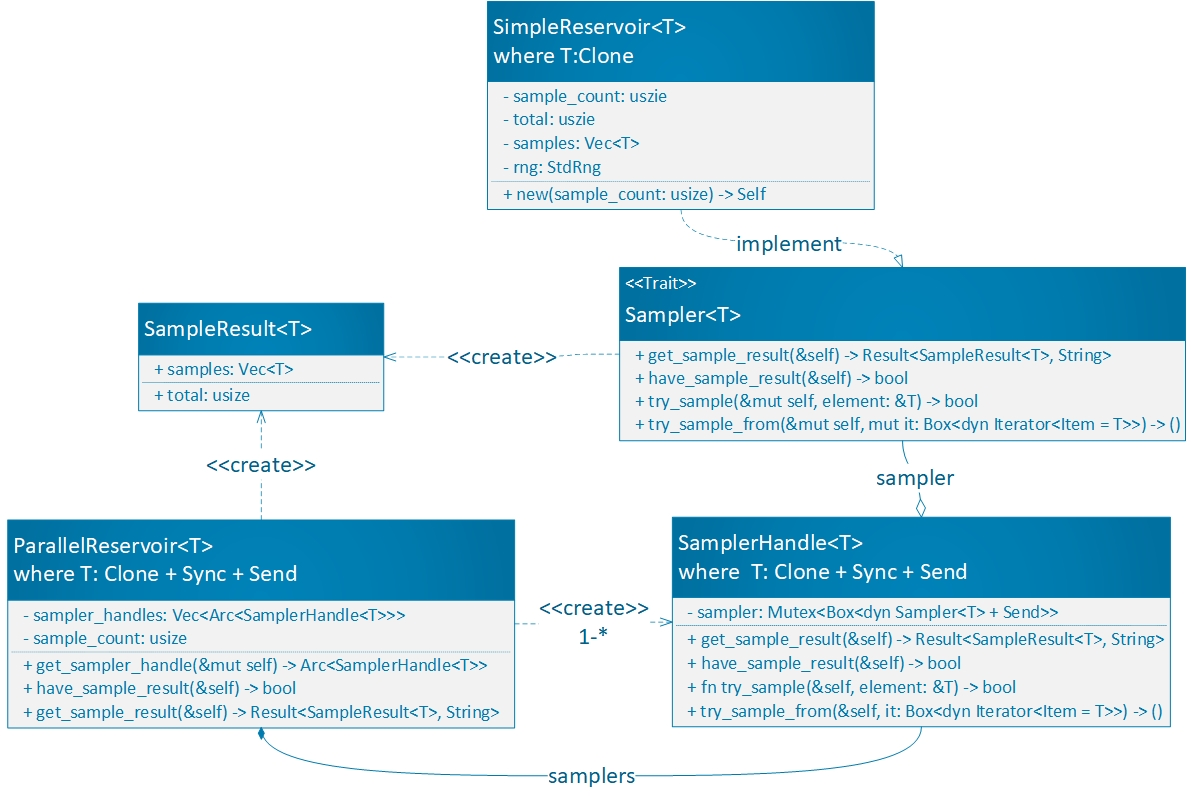 SimpleReservoir<T>
where T:Clone
- sample_count: uszie
- total: uszie
- samples: Vec<T>
- rng: StdRng
+ new(sample_count: usize) -> Self
implement
<<Trait>>
Sampler<T>
+ get_sample_result(&self) -> Result<SampleResult<T>, String>
+ have_sample_result(&self) -> bool
+ try_sample(&mut self, element: &T) -> bool
+ try_sample_from(&mut self, mut it: Box<dyn Iterator<Item = T>>) -> ()
SampleResult<T>
+ samples: Vec<T>
+ total: usize
<<create>>
<<create>>
sampler
ParallelReservoir<T>
where T: Clone + Sync + Send
- sampler_handles: Vec<Arc<SamplerHandle<T>>>
- sample_count: usize
+ get_sampler_handle(&mut self) -> Arc<SamplerHandle<T>>
+ have_sample_result(&self) -> bool
+ get_sample_result(&self) -> Result<SampleResult<T>, String>
<<create>>
1-*
SamplerHandle<T>
where  T: Clone + Sync + Send
- sampler: Mutex<Box<dyn Sampler<T> + Send>>
+ get_sample_result(&self) -> Result<SampleResult<T>, String>
+ have_sample_result(&self) -> bool
+ fn try_sample(&self, element: &T) -> bool
+ try_sample_from(&self, it: Box<dyn Iterator<Item = T>>) -> ()
samplers